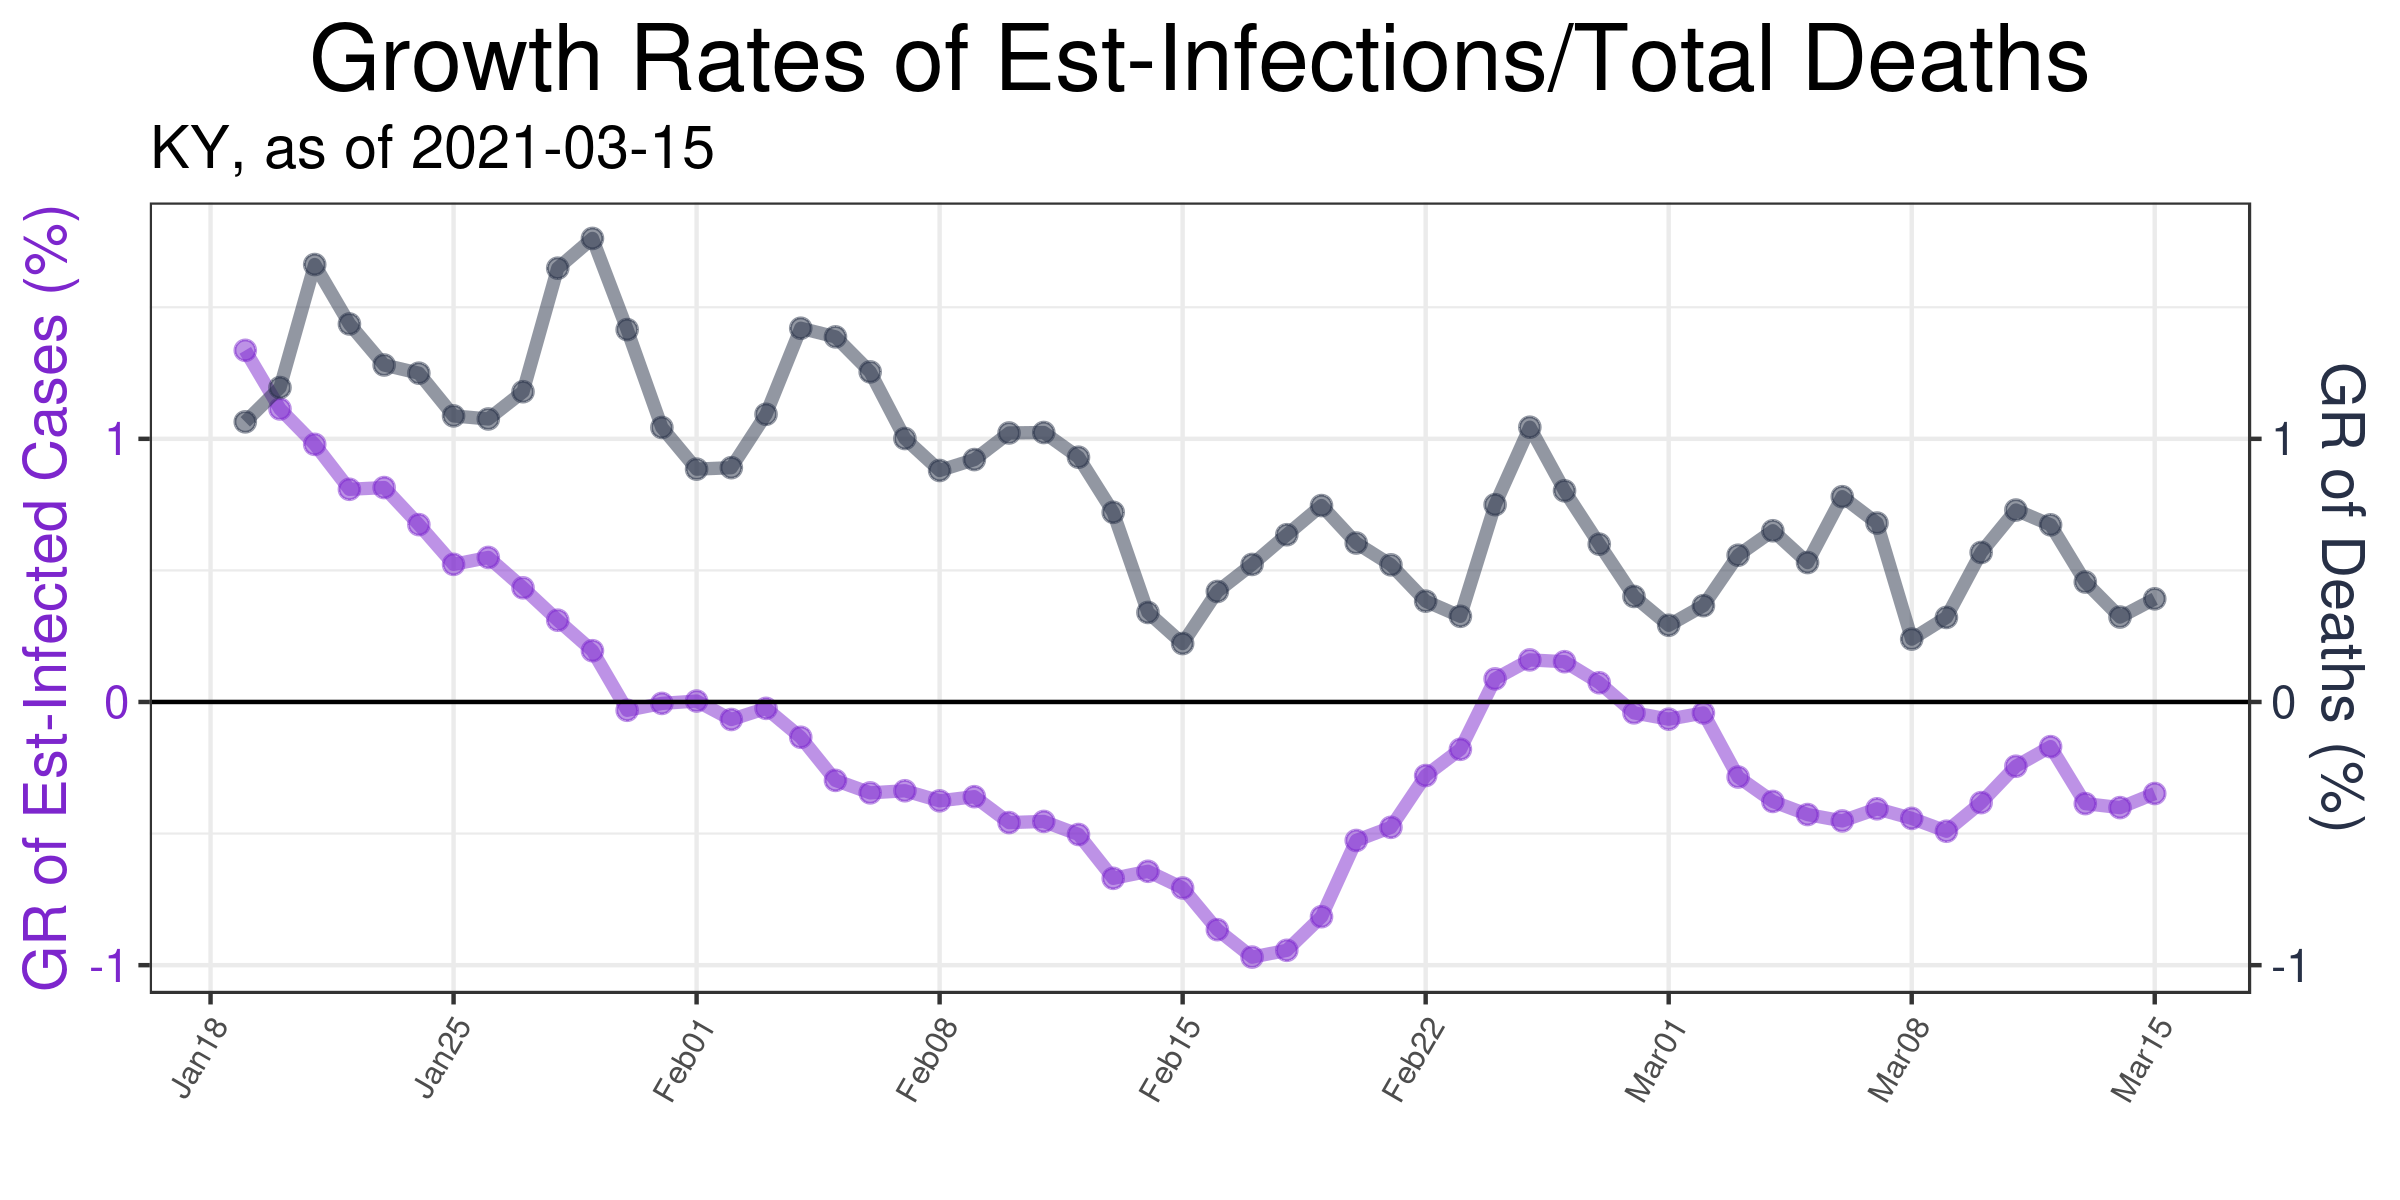 Growth Rates of Est-Infections/Total Deaths
KY, as of 2021-03-15
GR of Est-Infected Cases (%)
1
0
-1
GR of Deaths (%)
1
0
-1
Jan18
Jan25
Feb01
Feb08
Feb15
Feb22
Mar01
Mar08
Mar15